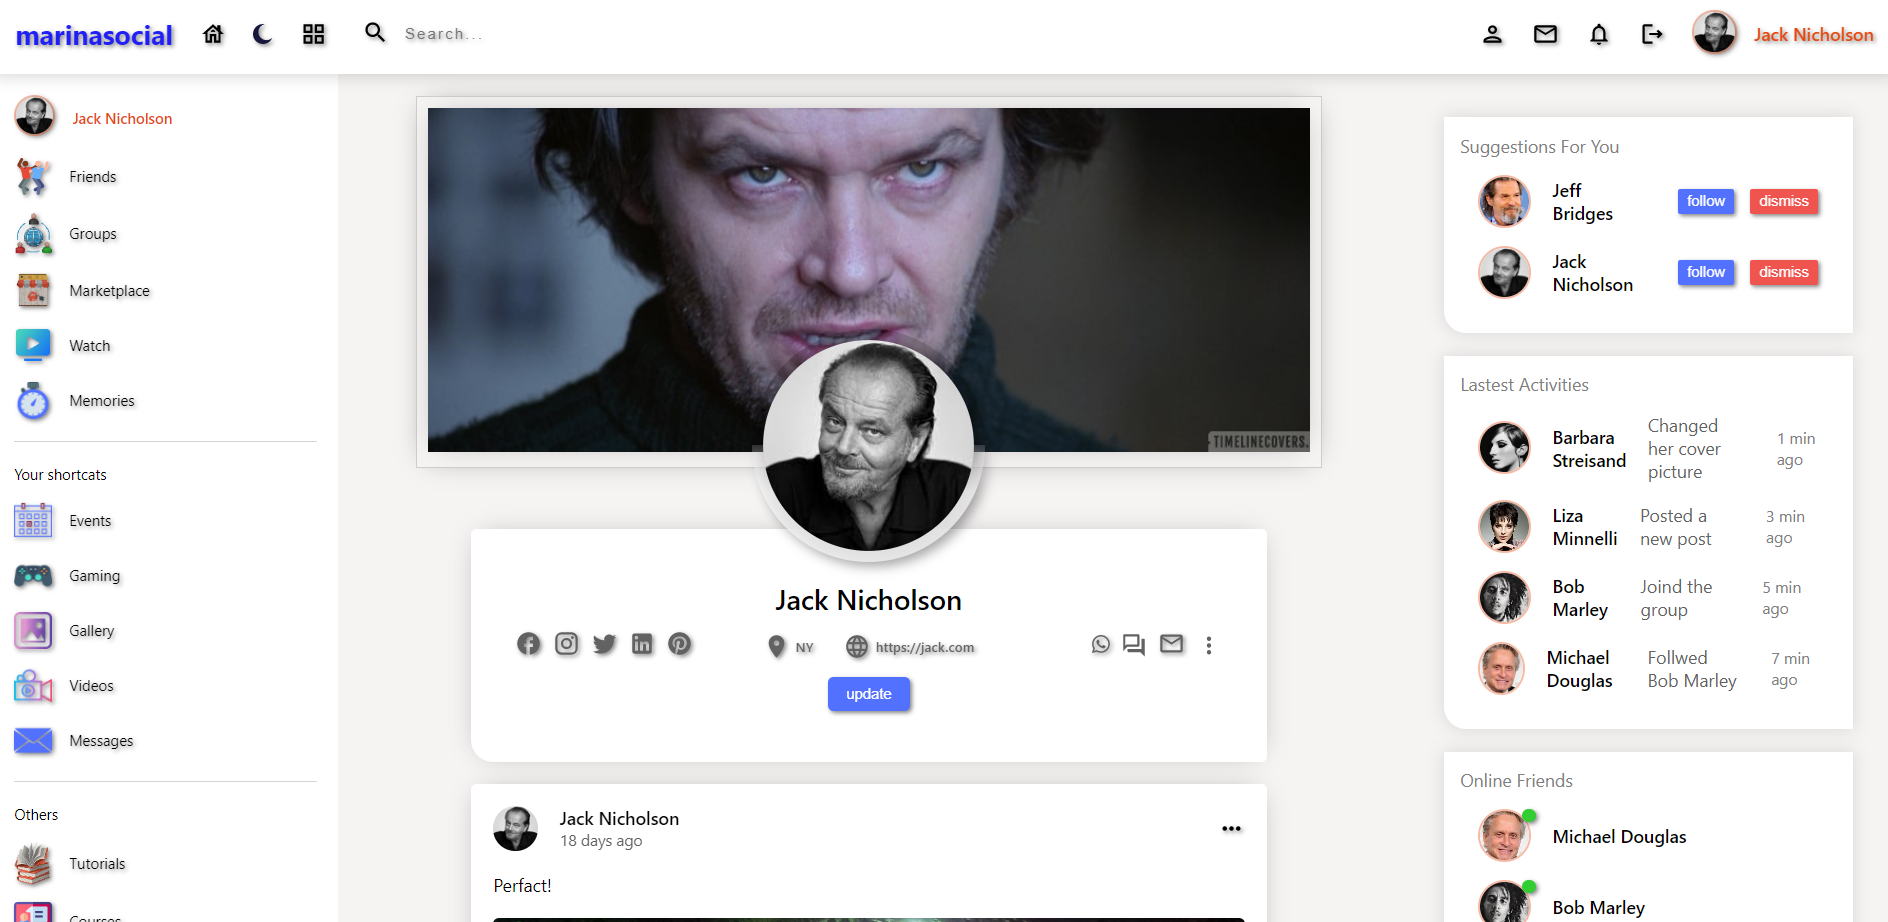 marinasocial
Search...
Jack Nicholson
Jack Nicholson
Friends
Groups
Marketplace
Watch
Memories
Your shortcats
Events
Gaming
Gallery
Videos
Messages
Others
Tutorials
Courses
TIMELINECOVERS.
Jack Nicholson
NY
https://jack.com
update
Jack Nicholson
18 days ago
Perfact!
Suggestions For You
Jeff
Bridges
follow
dismiss
Jack
Nicholson
follow
dismiss
Lastest Activities
Barbara
Streisand
Changed
her cover
picture
1 min
ago
Liza
Minnelli
Posted a
new post
3 min
ago
Bob
Marley
Joind the
group
5 min
ago
Michael
Douglas
Follwed
Bob Marley
7 min
ago
Online Friends
Michael Douglas
Bob Marley